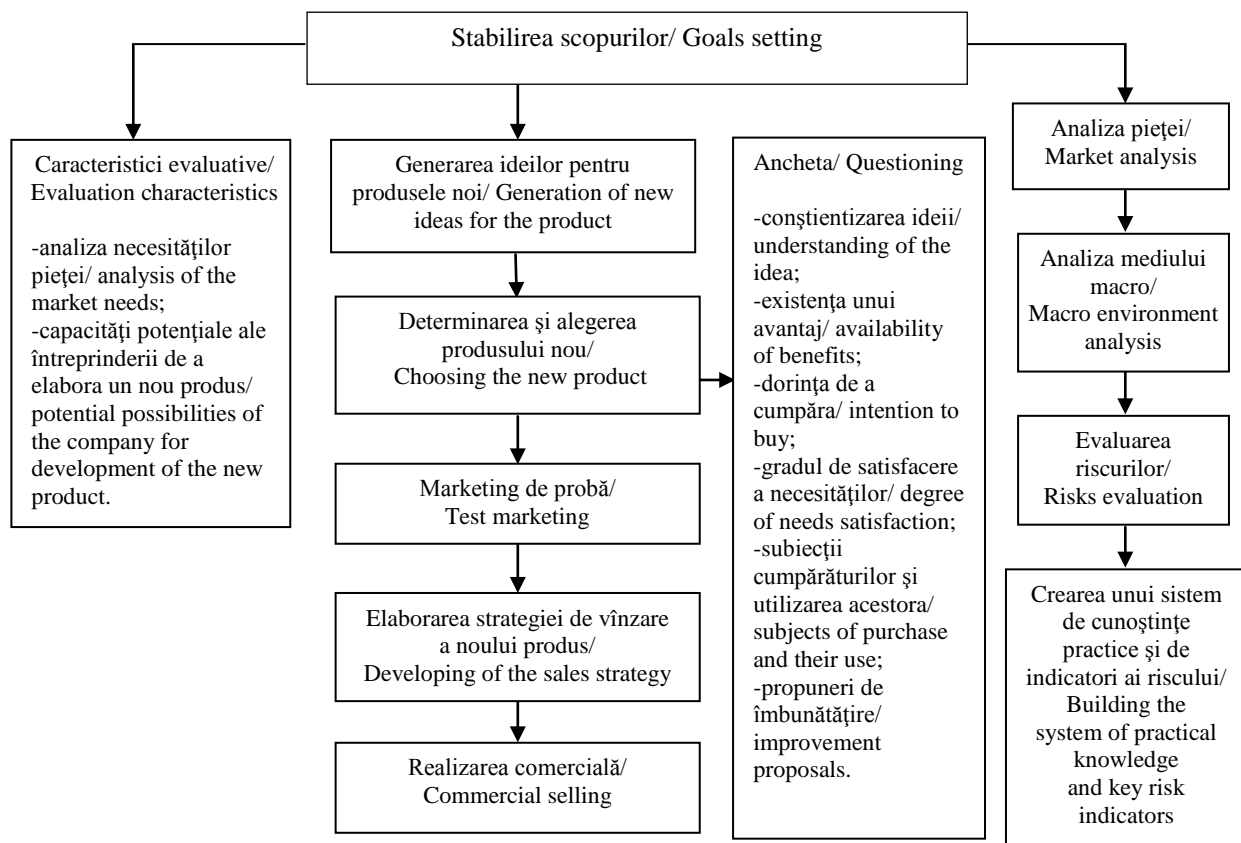 Stabilirea scopurilor/ Goals setting
Caracteristici evaluative/
Evaluation characteristics
-analiza necesităţilor
pieţei/ analysis of the
market needs;
-capacităţi potenţiale ale
întreprinderii de a
elabora un nou produs/
potential possibilities of
the company for
development of the new
product.
Generarea ideilor pentru
produsele noi/ Generation of new
ideas for the product
Determinarea şi alegerea
produsului nou/
Choosing the new product
Marketing de probă/
Test marketing
Elaborarea strategiei de vînzare
a noului produs/
Developing of the sales strategy
Realizarea comercială/
Commercial selling
Ancheta/ Questioning
-conştientizarea ideii/
understanding of the
idea;
-existenţa unui
avantaj/ availability
of benefits;
-dorinţa de a
cumpăra/ intention to
buy;
-gradul de satisfacere
a necesităţilor/ degree
of needs satisfaction;
-subiecţii
cumpărăturilor şi
utilizarea acestora/
subjects of purchase
and their use;
-propuneri de
îmbunătăţire/
improvement
proposals.
Analiza pieţei/
Market analysis
Analiza mediului
macro/
Macro environment
analysis
Evaluarea
riscurilor/
Risks evaluation
Crearea unui sistem
de cunoştinţe
practice şi de
indicatori ai riscului/
Building the
system of practical
knowledge
and key risk
indicators